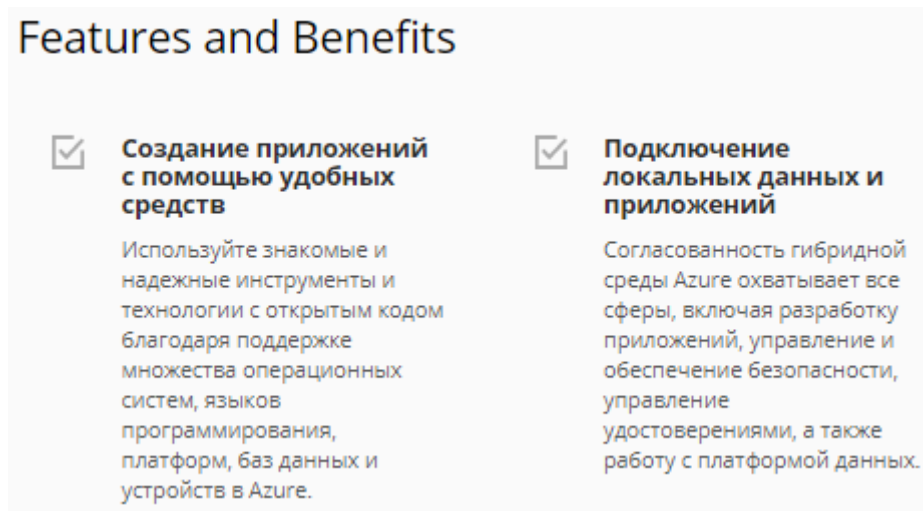 Features and Benefits
Создание приложений
с помощью удобных
средств
Используйте знакомые и
надежные инструменты и
технологии с открытым кодом
благодаря поддержке
множества операционных
систем, языков
программирования,
платформ, баз данных и
устройств в Azure.
Подключение
локальных данных и
приложений
Согласованность гибридной
среды Azure охватывает все
сферы, включая разработку
приложений, управление и
обеспечение безопасности,
управление
удостоверениями, а также
работу с платформой данных.